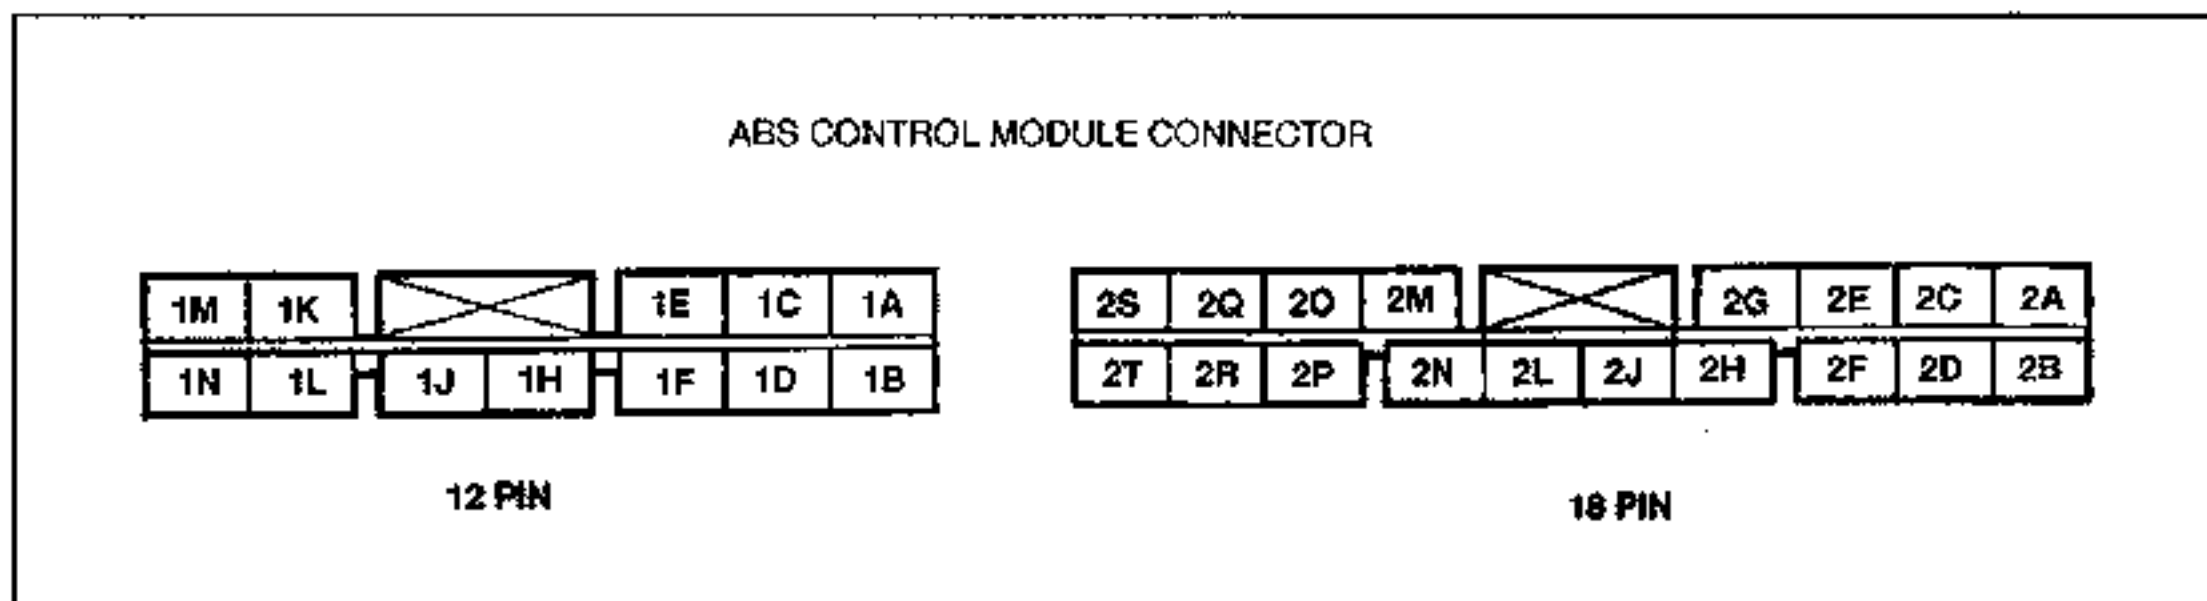 ABS CONTROL MODULE CONNECTOR
1M 1K 1E 1C 1A
1N 1L 1J 1H 1F 1D 1B
12 PIN
2S 2Q 2O 2M 2G 2E 2C 2A
2T 2R 2P 2N 2L 2J 2H 2F 2D 2B
18 PIN